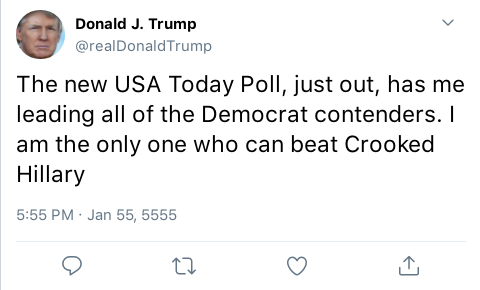 Donald J. Trump
@realDonaldTrump
The new USA Today Poll, just out, has me
leading all of the Democrat contenders. I
am the only one who can beat Crooked
Hillary
5:55 PM · Jan 55, 5555